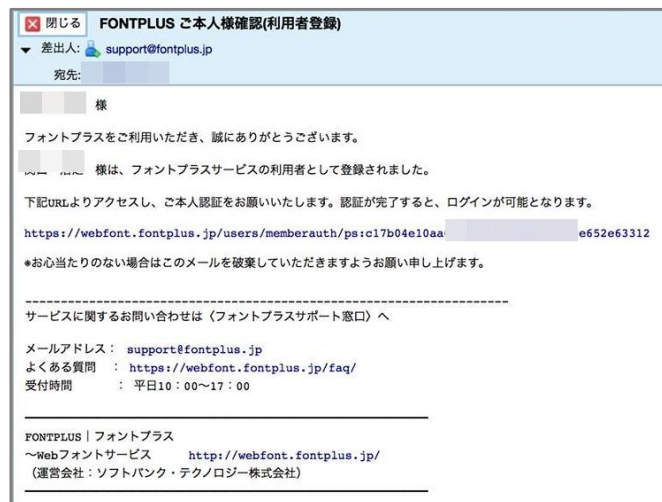 閉じる FONTPLUS ご本人様確認(利用者登録)
差出人: support@fontplus.jp
宛先:
様
フォントプラスをご利用いただき、誠にありがとうございます。
様は、フォントプラスサービスの利用者として登録されました。
下記URLよりアクセスし、ご本人認証をお願いいたします。認証が完了すると、ログインが可能となります。
https://webfont.fontplus.jp/users/memberauth/ps:c17b04e10aa e652e63312
*お心当たりのない場合はこのメールを破棄していただきますようお願い申し上げます。
----------------------------------------------------------------
サービスに関するお問い合わせは〈フォントプラスサポート窓口〉へ
メールアドレス： support@fontplus.jp
よくある質問 ： https://webfont.fontplus.jp/faq/
受付時間 ： 平日10：00〜17：00
FONTPLUS｜フォントプラス
〜Webフォントサービス http://webfont.fontplus.jp/
（運営会社：ソフトバンク・テクノロジー株式会社）